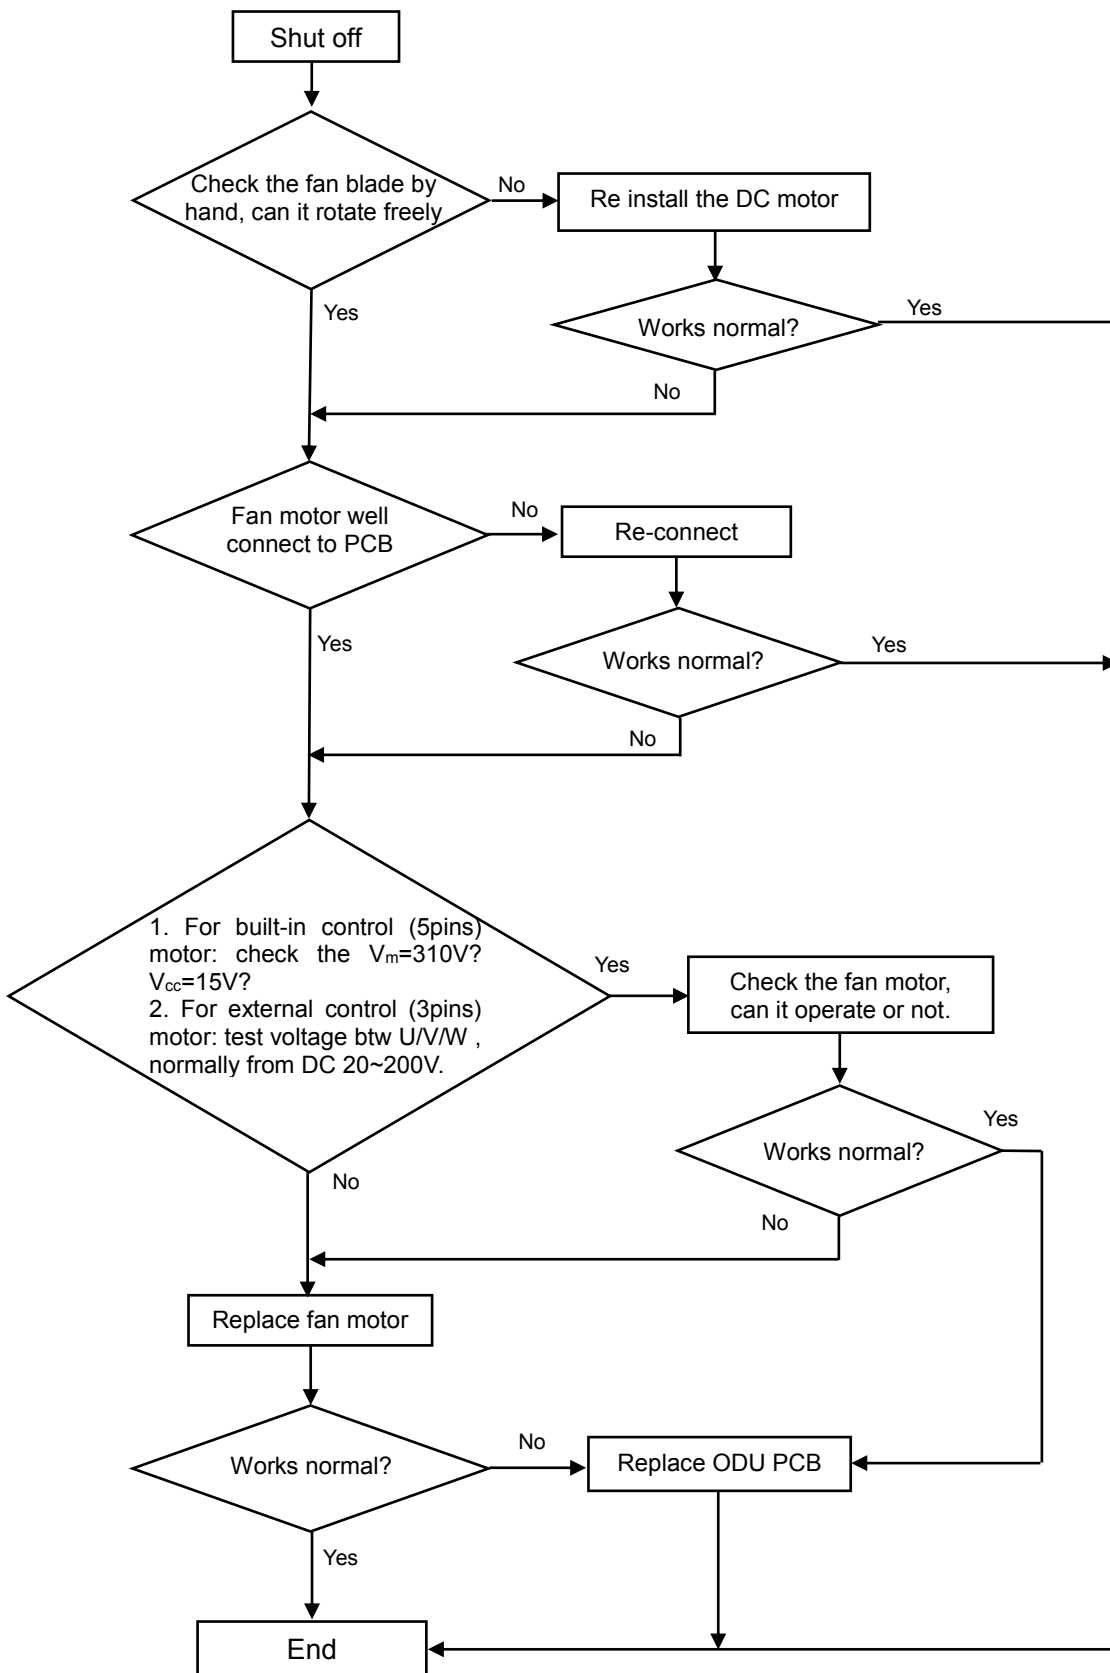 Shut off
Check the fan blade by
hand, can it rotate freely
No
Re install the DC motor
Yes
Works normal?
Yes
No
Fan motor well
connect to PCB
No
Re-connect
Yes
Works normal?
Yes
No
1. For built-in control (5pins)
motor: check the Vm=310V?
Vcc=15V?
2. For external control (3pins)
motor: test voltage btw U/V/W ,
normally from DC 20~200V.
Yes
Check the fan motor,
can it operate or not.
Works normal?
Yes
No
No
Replace fan motor
Works normal?
No
Replace ODU PCB
Yes
End